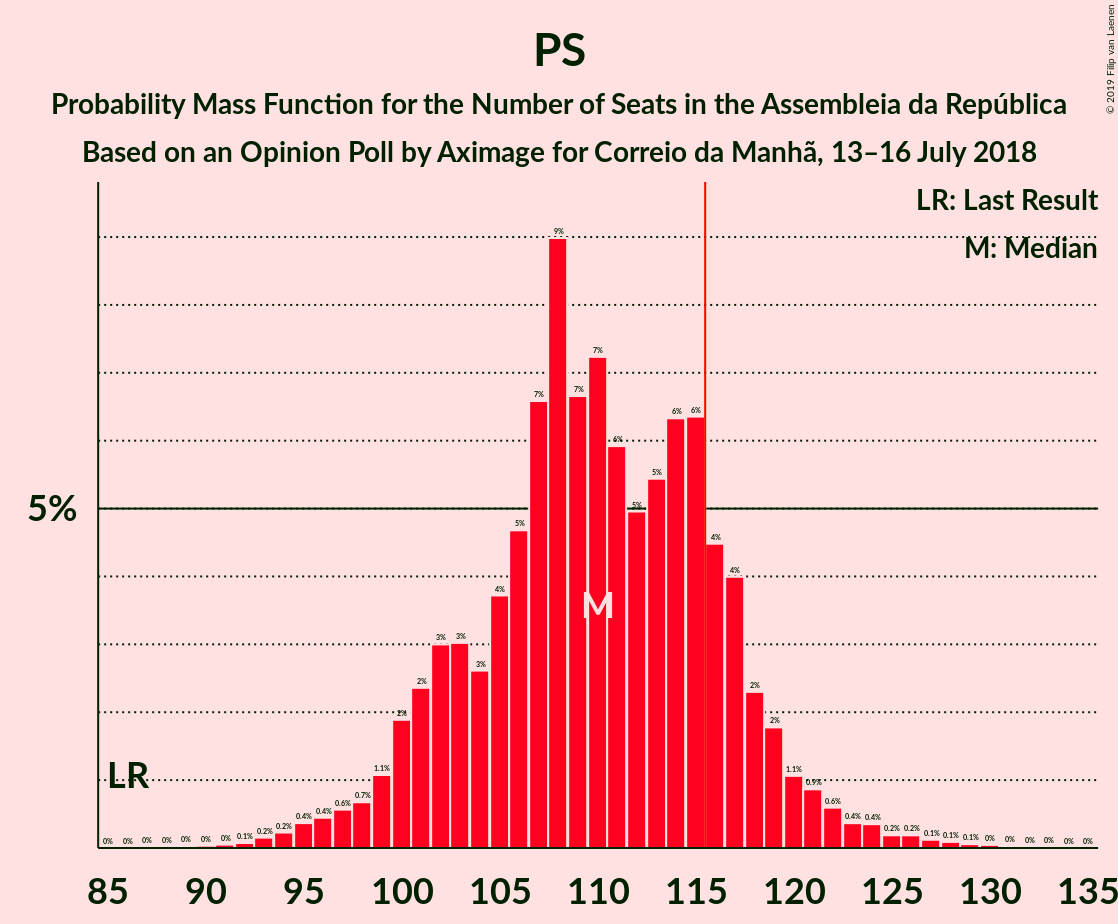 PS
Probability Mass Function for the Number of Seats in the Assembleia da República
Based on an Opinion Poll by Aximage for Correio da Manhã, 13–16 July 2018
© 2019 Filip van Laenen
LR: Last Result
M: Median
5%
LR
M
0% 0% 0% 0% 0% 0% 0% 0.1% 0.2% 0.2% 0.4% 0.4% 0.6% 0.7% 1.1% 2% 2% 3% 3% 3% 4% 5% 7% 9% 7% 7% 6% 5% 5% 6% 6% 4% 4% 2% 2% 1.1% 0.9% 0.6% 0.4% 0.4% 0.2% 0.2% 0.1% 0.1% 0.1% 0% 0% 0% 0% 0% 0%
85 90 95 100 105 110 115 120 125 130 135